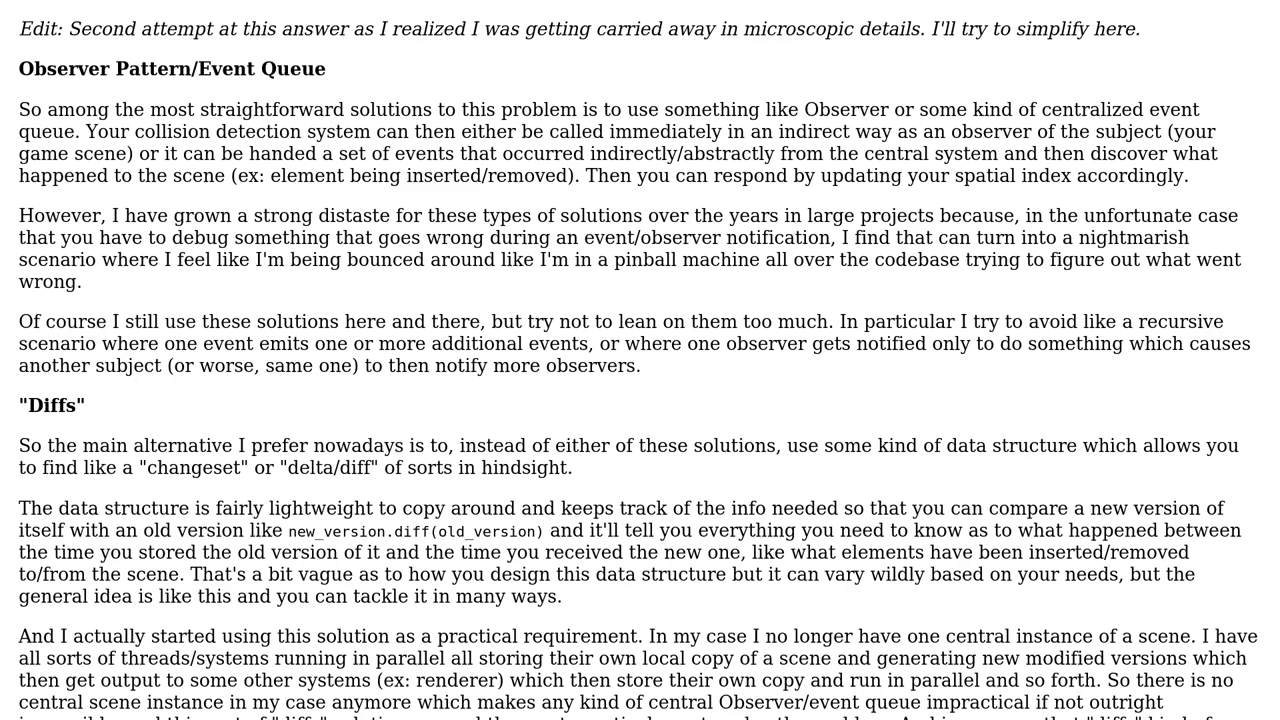 Edit: Second attempt at this answer as I realized I was getting carried away in microscopic details. I'll try to simplify here.
Observer Pattern/Event Queue
So among the most straightforward solutions to this problem is to use something like Observer or some kind of centralized event
queue. Your collision detection system can then either be called immediately in an indirect way as an observer of the subject (your
game scene) or it can be handed a set of events that occurred indirectly/abstractly from the central system and then discover what
happened to the scene (ex: element being inserted/removed). Then you can respond by updating your spatial index accordingly.
However, I have grown a strong distaste for these types of solutions over the years in large projects because, in the unfortunate case
that you have to debug something that goes wrong during an event/observer notification, I find that can turn into a nightmarish
scenario where I feel like I'm being bounced around like I'm in a pinball machine all over the codebase trying to figure out what went
wrong.
Of course I still use these solutions here and there, but try not to lean on them too much. In particular I try to avoid like a recursive
scenario where one event emits one or more additional events, or where one observer gets notified only to do something which causes
another subject (or worse, same one) to then notify more observers.
"Diffs"
So the main alternative I prefer nowadays is to, instead of either of these solutions, use some kind of data structure which allows you
to find like a "changeset" or "delta/diff" of sorts in hindsight.
The data structure is fairly lightweight to copy around and keeps track of the info needed so that you can compare a new version of
itself with an old version like new_version.diff(old_version) and it'll tell you everything you need to know as to what happened between
the time you stored the old version of it and the time you received the new one, like what elements have been inserted/removed
to/from the scene. That's a bit vague as to how you design this data structure but it can vary wildly based on your needs, but the
general idea is like this and you can tackle it in many ways.
And I actually started using this solution as a practical requirement. In my case I no longer have one central instance of a scene. I have
all sorts of threads/systems running in parallel all storing their own local copy of a scene and generating new modified versions which
then get output to some other systems (ex: renderer) which then store their own copy and run in parallel and so forth. So there is no
central scene instance in my case anymore which makes any kind of central Observer/event queue impractical if not outright